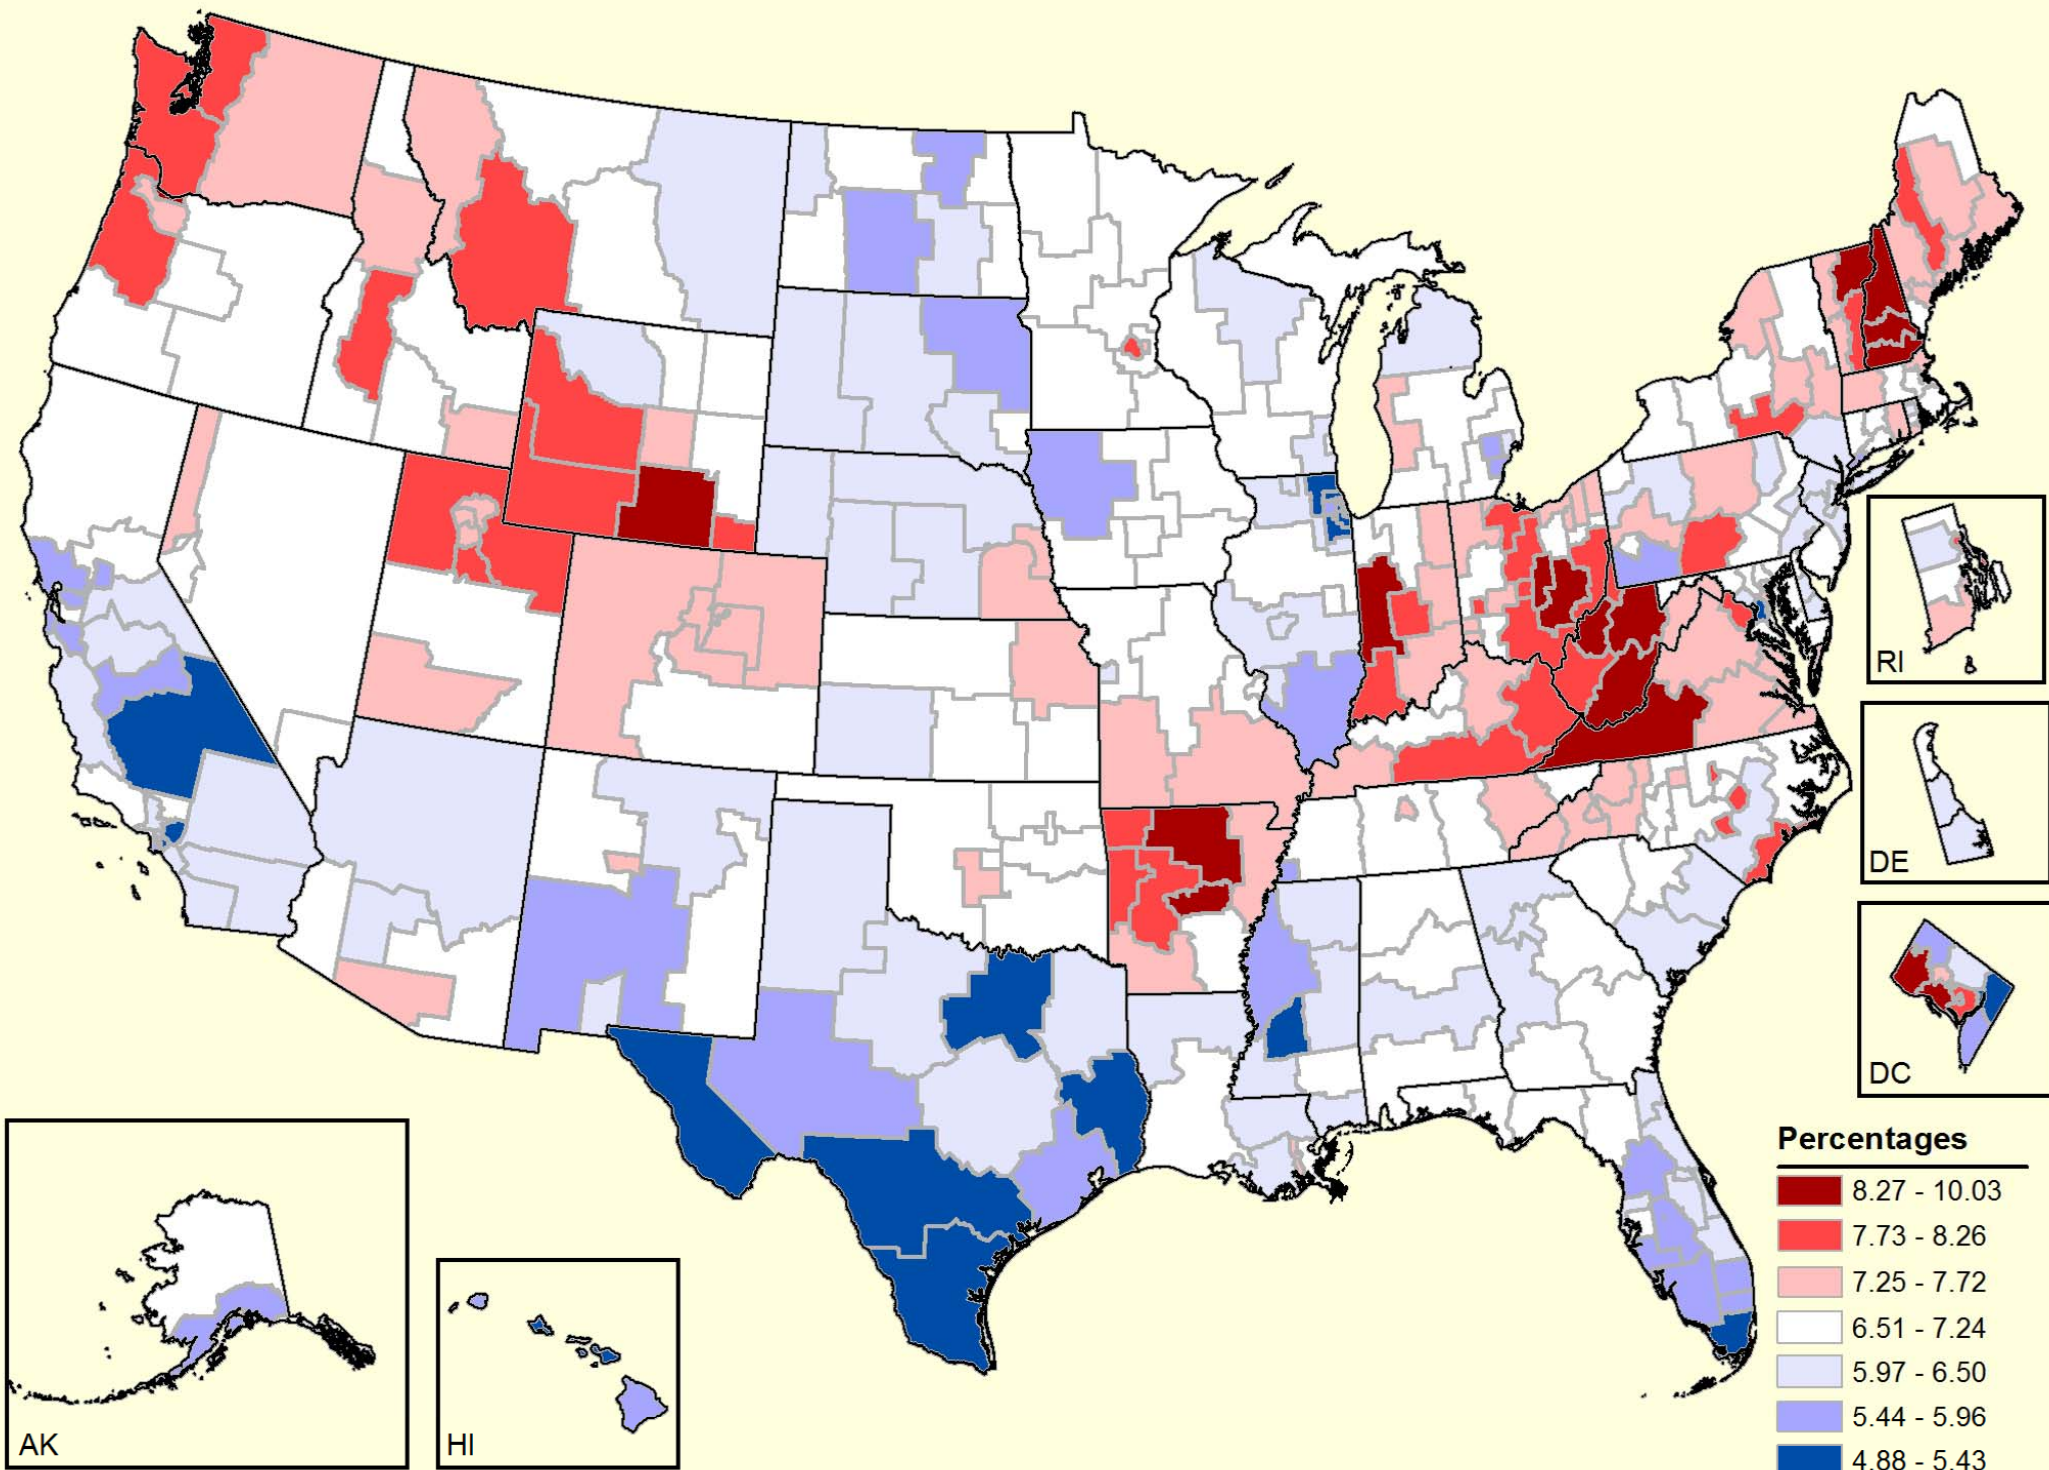 RI
DE
DC
AK
HI
Percentages
8.27 - 10.03
7.73 - 8.26
7.25 - 7.72
6.51 - 7.24
5.97 - 6.50
5.44 - 5.96
4.88 - 5.43